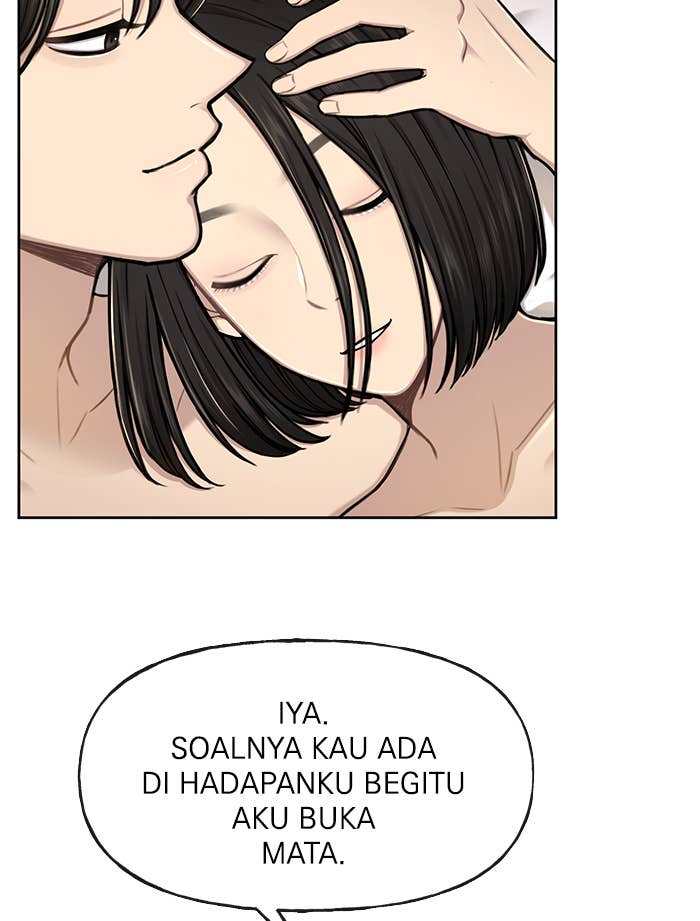 IYA.
SOALNYA KAU ADA
DI HADAPANKU BEGITU
AKU BUKA
MATA.